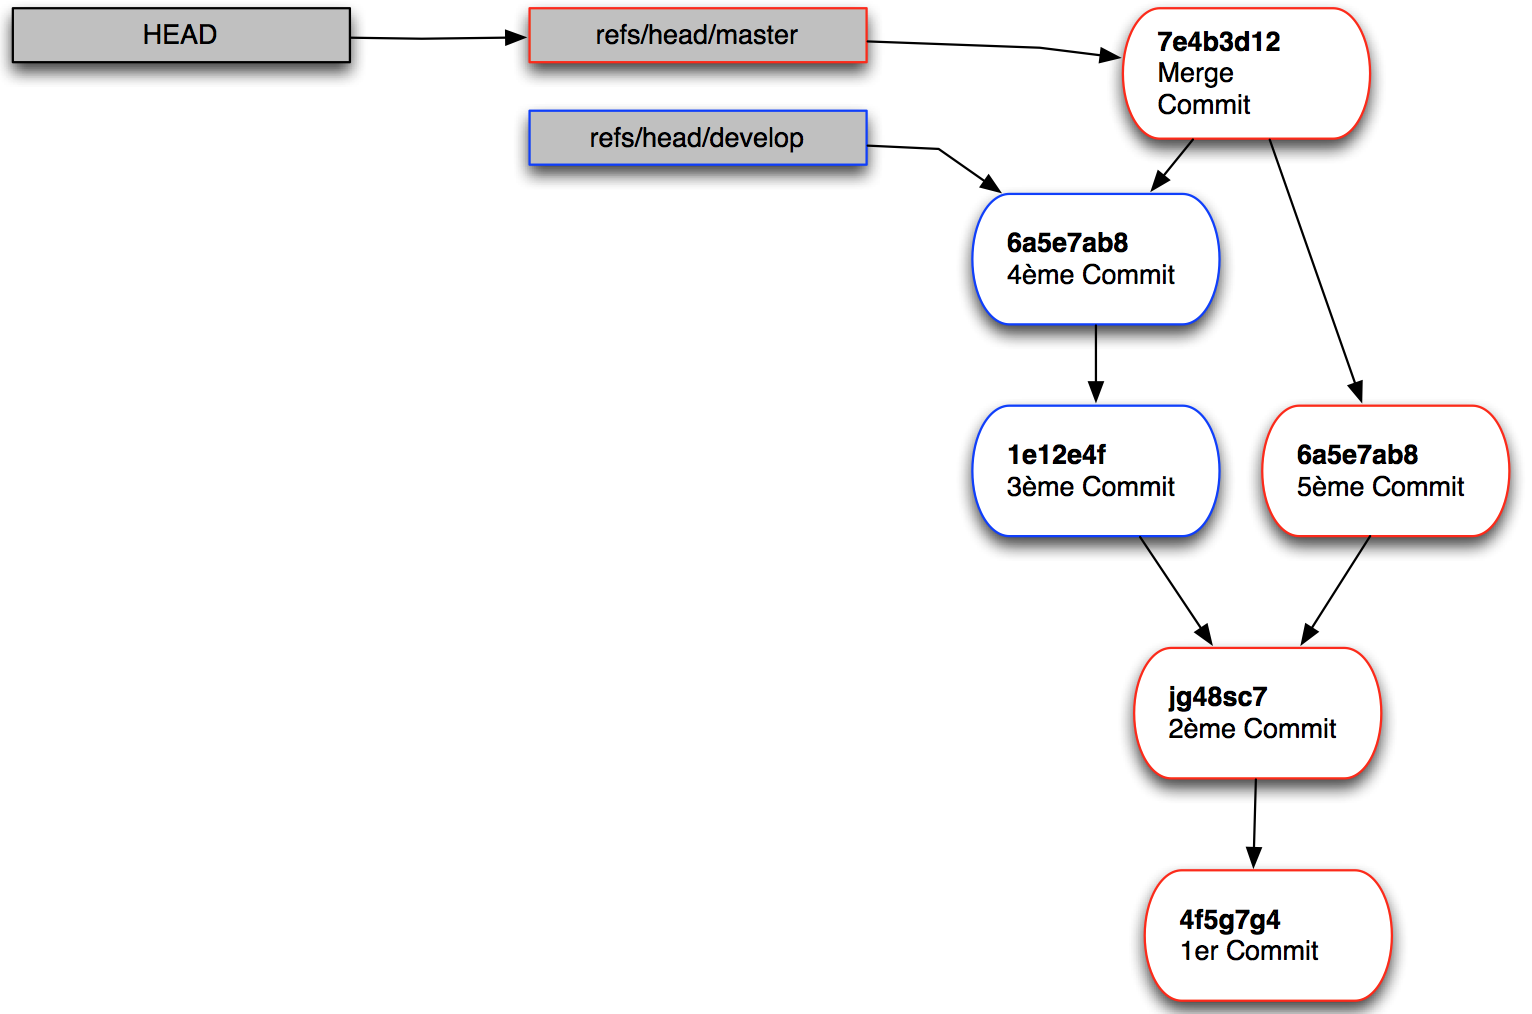 HEAD
refs/head/master
7e4b3d12
Merge
Commit
refs/head/develop
6a5e7ab8
4ème Commit
1e12e4f
3ème Commit
6a5e7ab8
5ème Commit
jg48sc7
2ème Commit
4f5g7g4
1er Commit